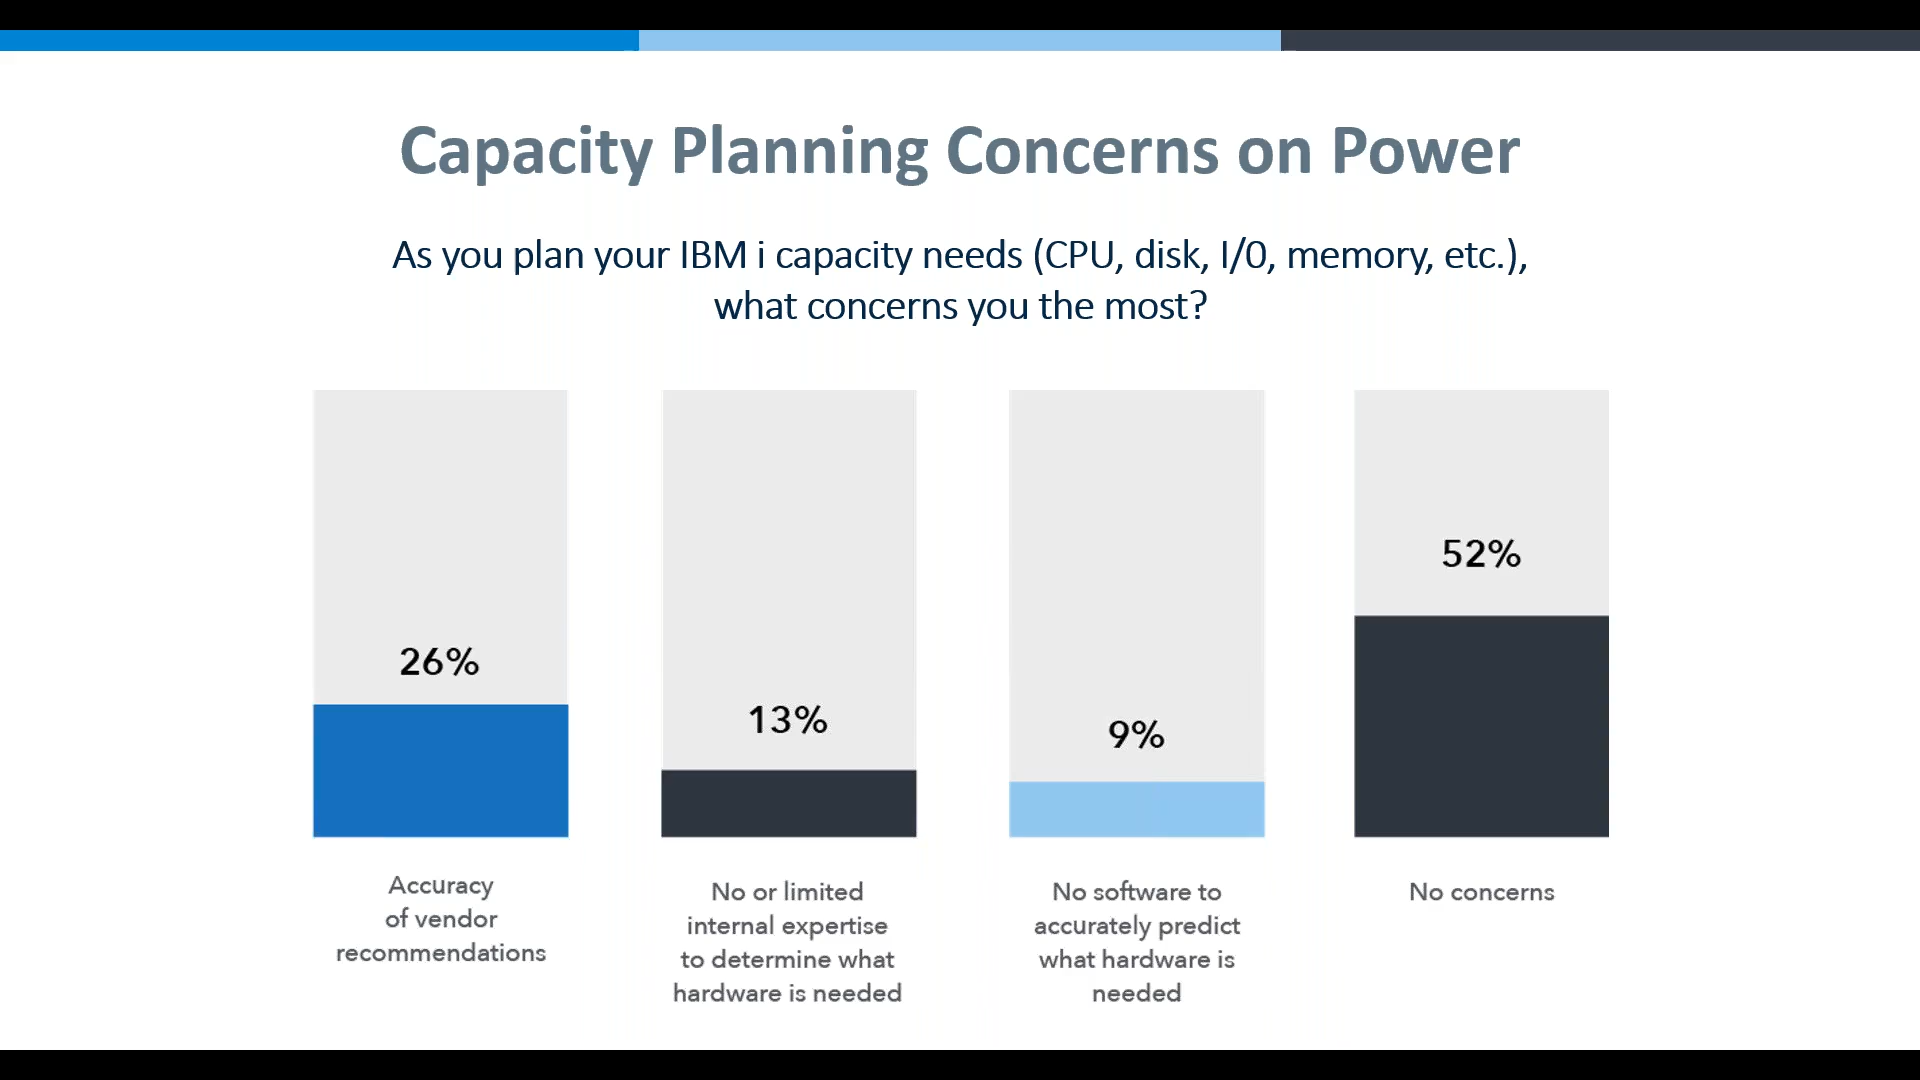 Capacity Planning Concerns on Power
As you plan your IBM i capacity needs (CPU, disk, I/0, memory, etc.),
what concerns you the most?
26%
13%
9%
52%
Accuracy
of vendor
recommendations
No or limited
internal expertise
to determine what
hardware is needed
No software to
accurately predict
what hardware is
needed
No concerns